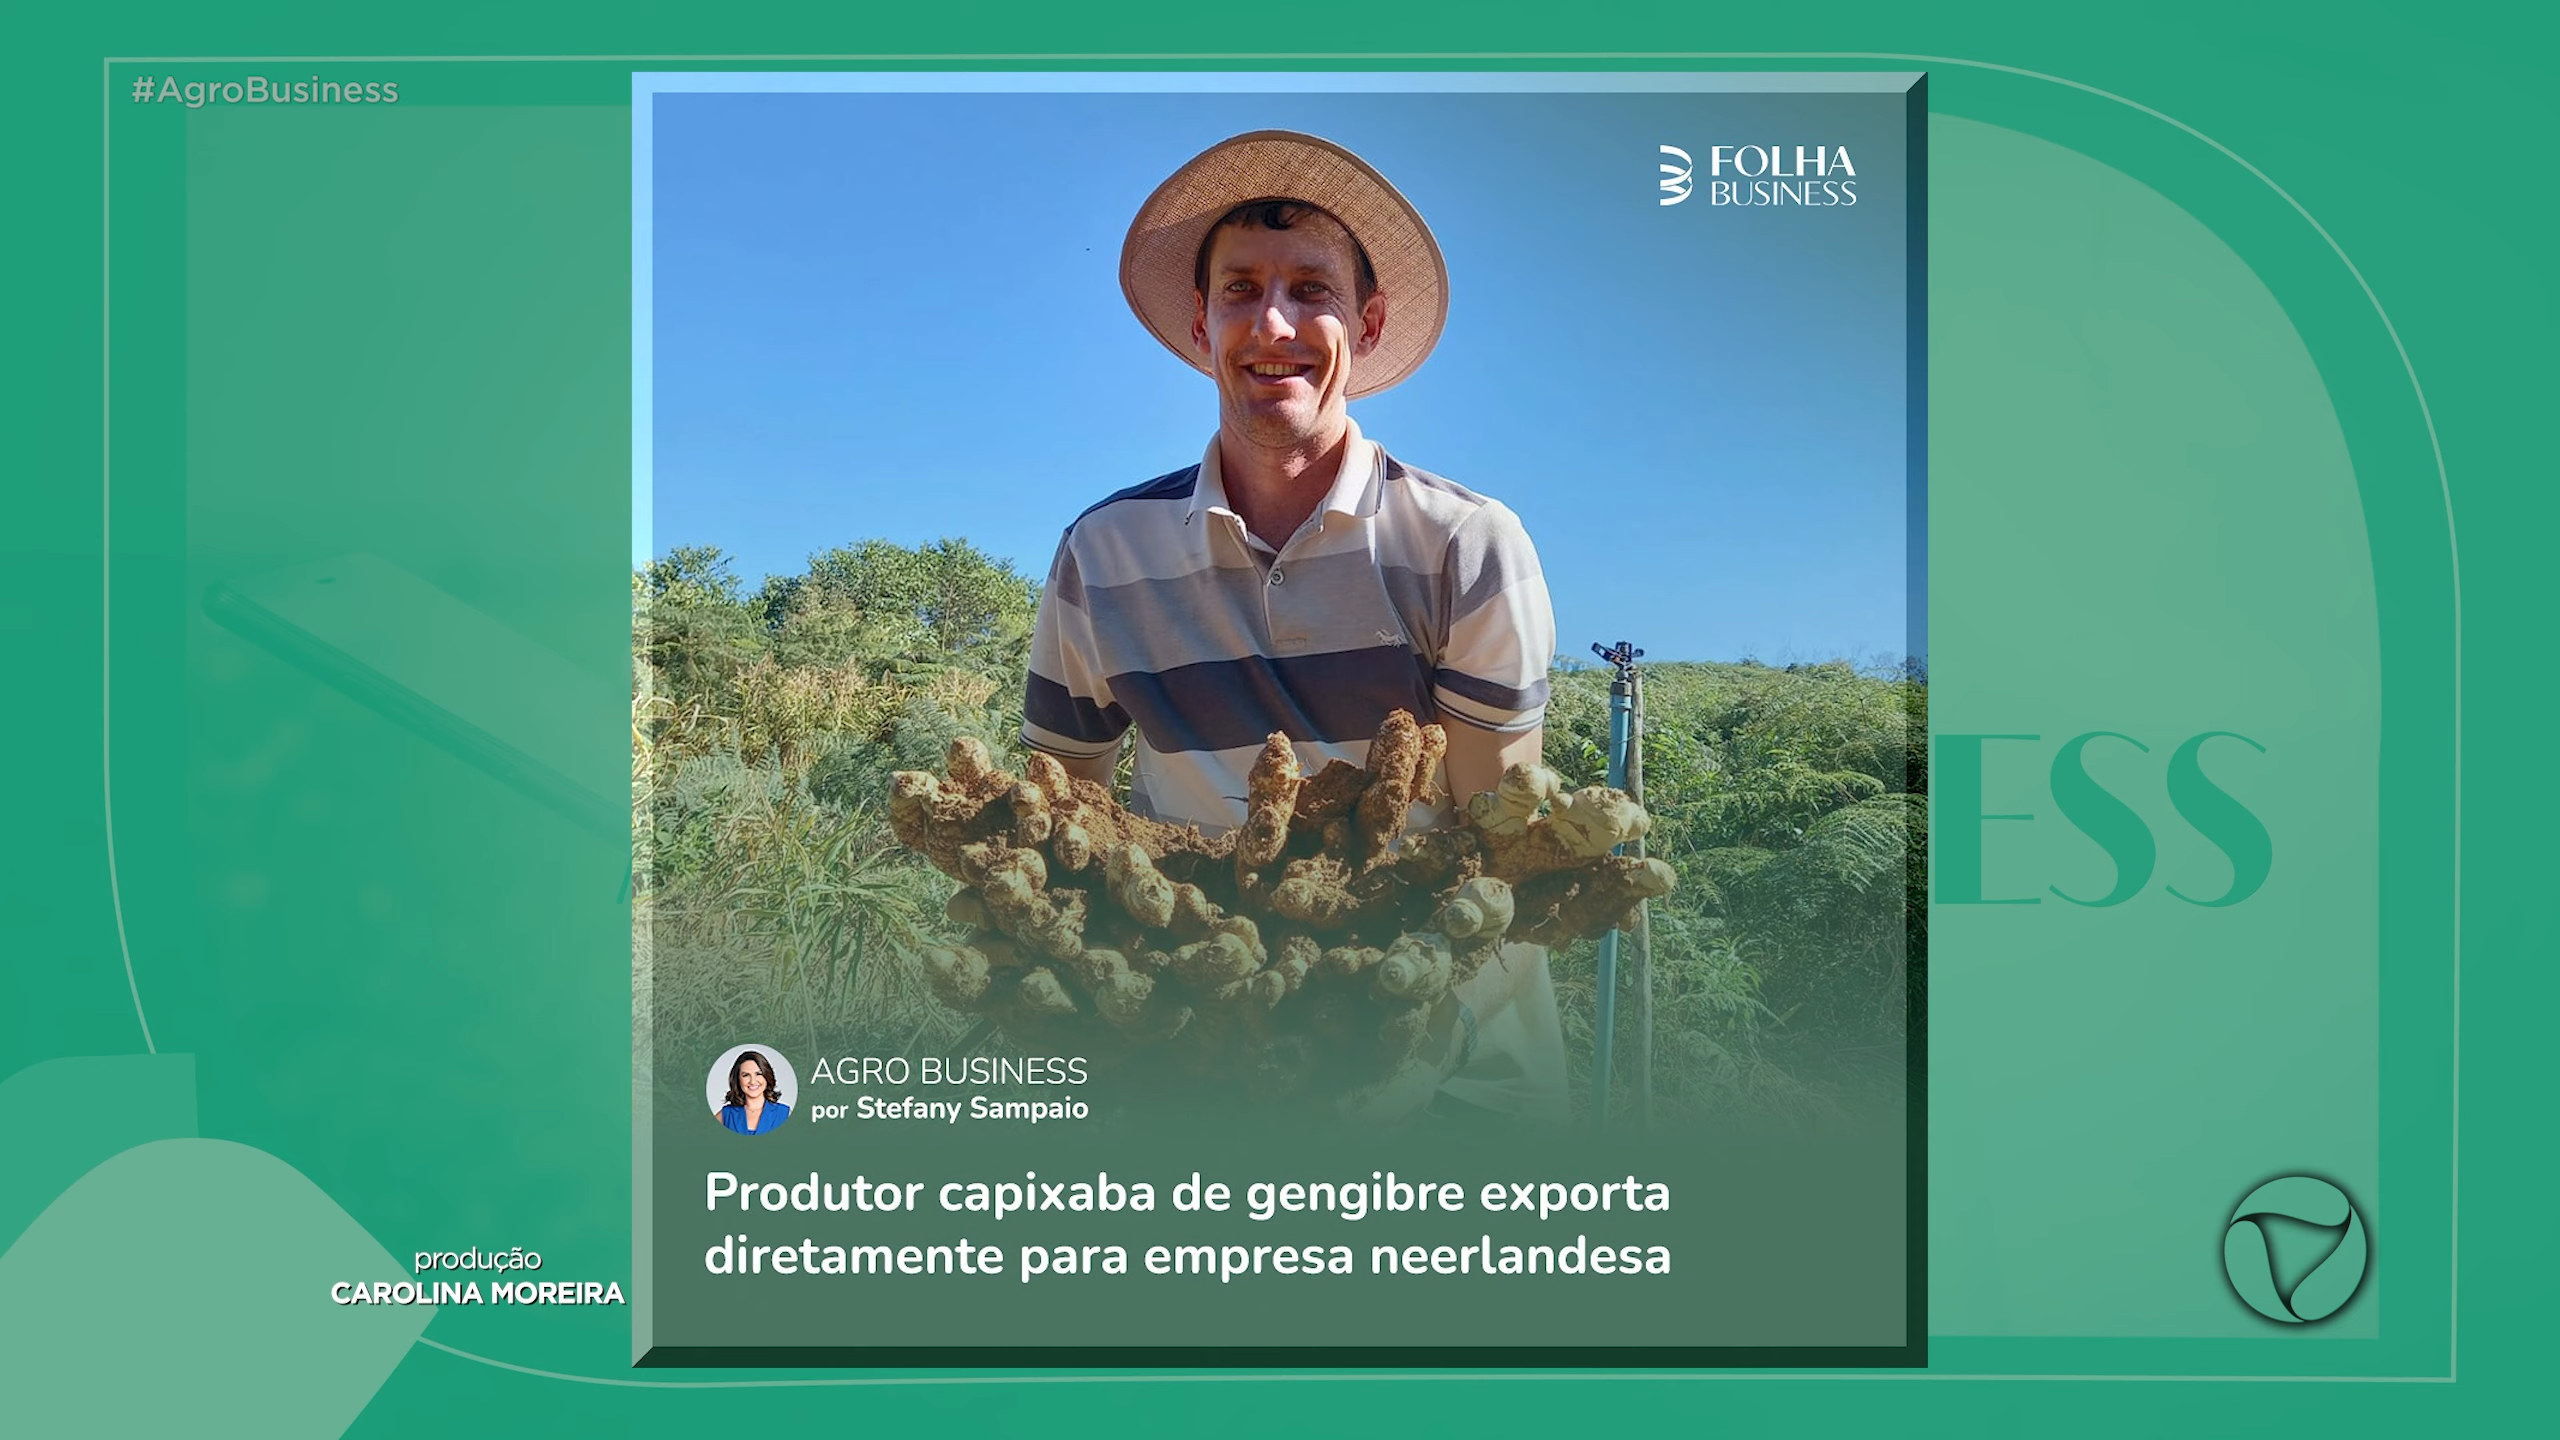 #AgroBusiness
FOLHA
BUSINESS
ESS
AGRO BUSINESS
por Stefany Sampaio
Produtor capixaba de gengibre exporta
diretamente para empresa neerlandesa
produção
CAROLINA MOREIRA